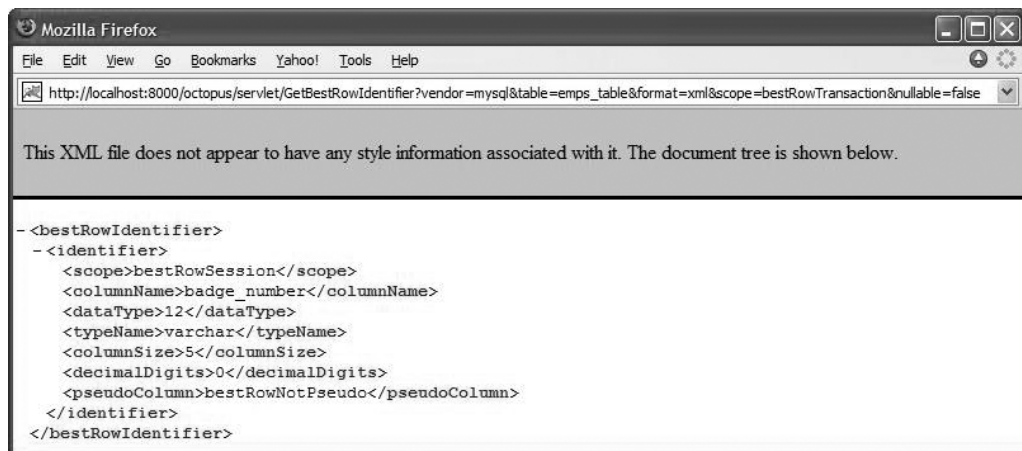 Mozilla Firefox
File Edit View Go Bookmarks Yahoo! Tools Help
http://localhost:8000/octopus/servlet/GetBestRowIdentifier?vendor=mysql&table=emps_table&format=xml&scope=bestRowTransaction&nullable=false
This XML file does not appear to have any style information associated with it. The document tree is shown below.
- <bestRowIdentifier>
- <identifier>
<scope>bestRowSession</scope>
<columnName>badge_number</columnName>
<dataType>12</dataType>
<typeName>varchar</typeName>
<columnSize>5</columnSize>
<decimalDigits>0</decimalDigits>
<pseudoColumn>bestRowNotPseudo</pseudoColumn>
</identifier>
</bestRowIdentifier>